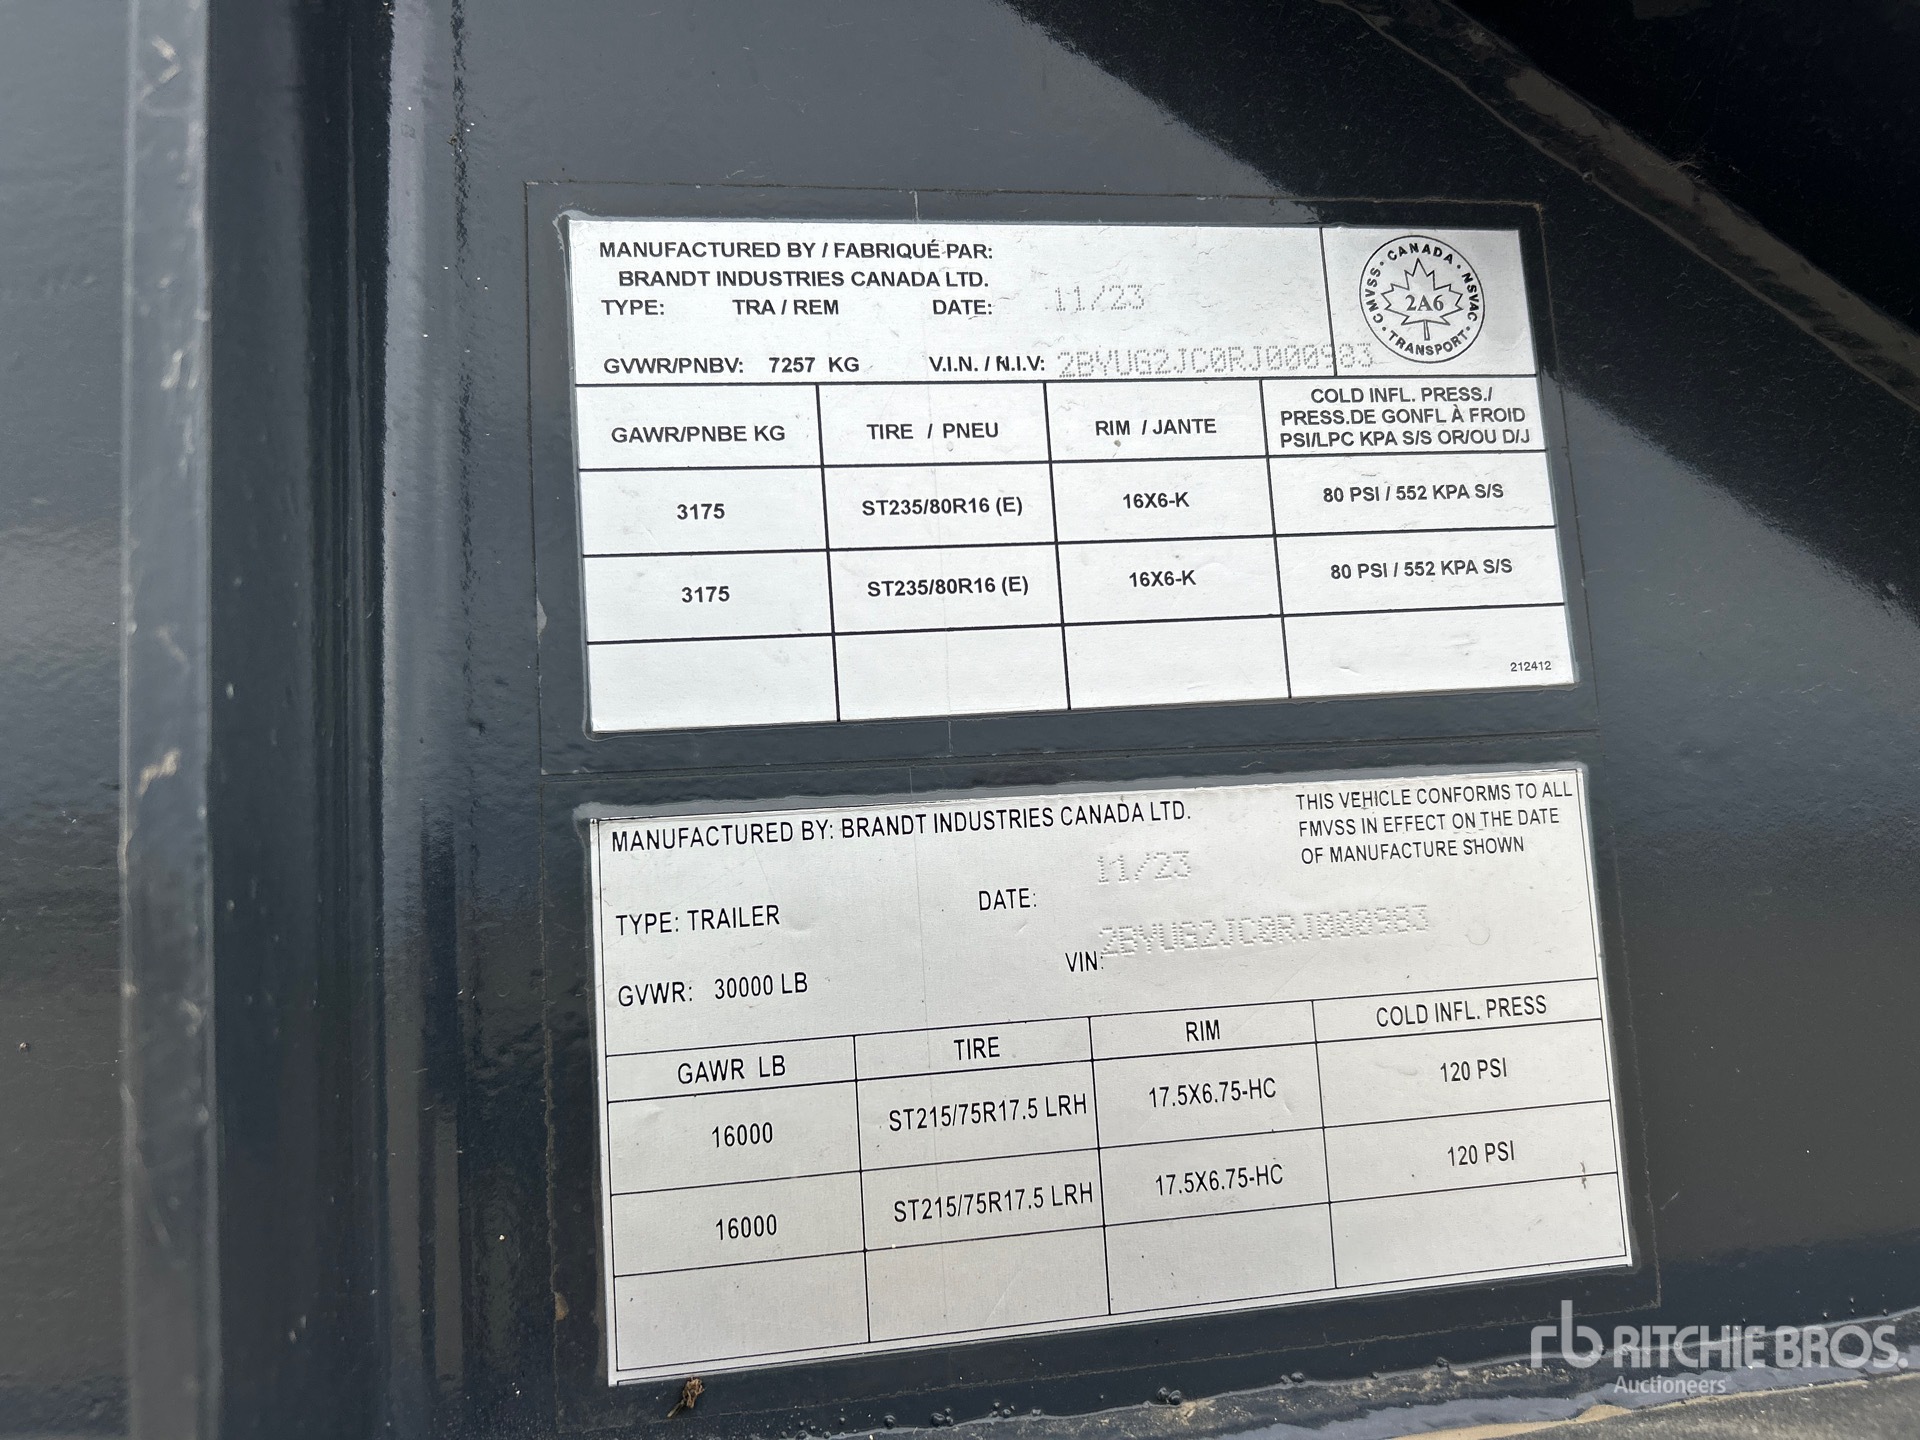 MANUFACTURED BY / FABRIQUÉ PAR:
BRANDT INDUSTRIES CANADA LTD.
TYPE: TRA / REM DATE: 11/23
GVWR/PNBV: 7257 KG V.I.N. / N.I.V: 2BYUG2JC0RJ000983
CMVSS · CANADA · NSVAC · TRANSPORT ·
2A6
GAWR/PNBE KG TIRE / PNEU RIM / JANTE COLD INFL. PRESS./
PRESS.DE GONFL À FROID
PSI/LPC KPA S/S OR/OU D/J
3175 ST235/80R16 (E) 16X6-K 80 PSI / 552 KPA S/S
3175 ST235/80R16 (E) 16X6-K 80 PSI / 552 KPA S/S
212412
MANUFACTURED BY: BRANDT INDUSTRIES CANADA LTD.
THIS VEHICLE CONFORMS TO ALL
FMVSS IN EFFECT ON THE DATE
OF MANUFACTURE SHOWN
TYPE: TRAILER DATE: 11/23
GVWR: 30000 LB VIN: 2BYUG2JC0RJ000983
GAWR LB TIRE RIM COLD INFL. PRESS
16000 ST215/75R17.5 LRH 17.5X6.75-HC 120 PSI
16000 ST215/75R17.5 LRH 17.5X6.75-HC 120 PSI
rb RITCHIE BROS.
Auctioneers